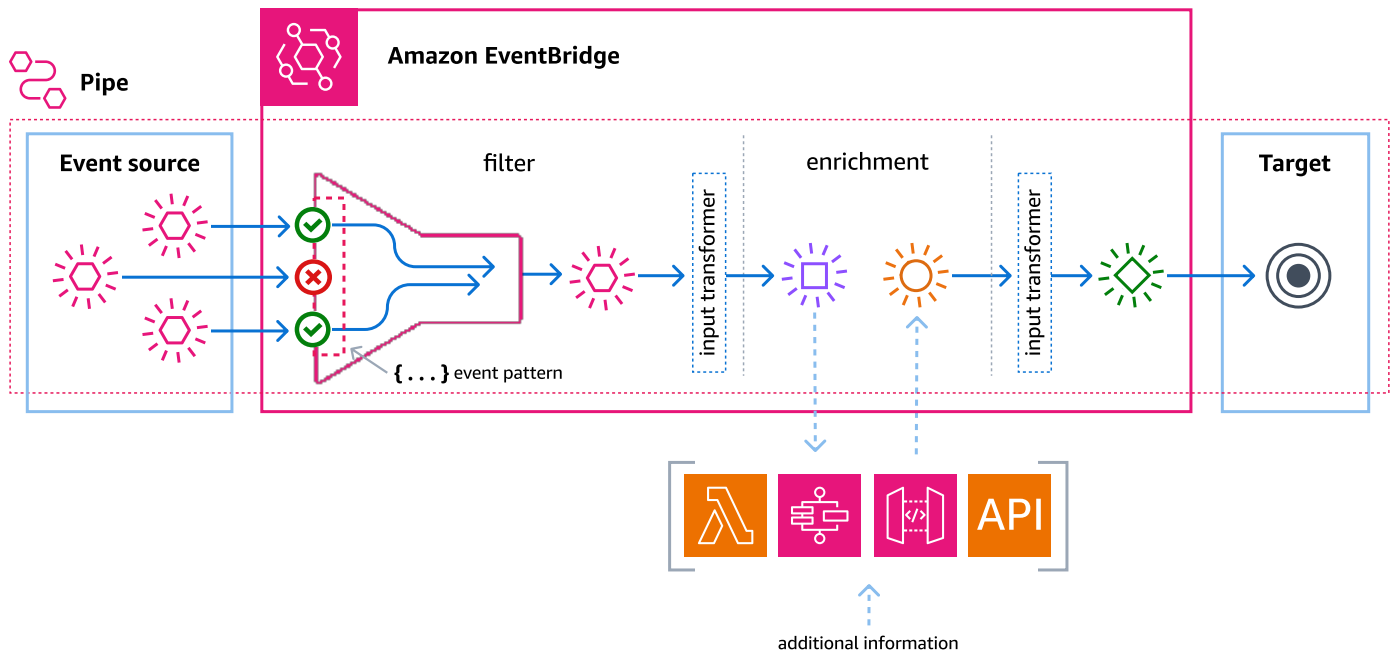 Amazon EventBridge
Pipe
Event source
filter
enrichment
Target
input transformer
input transformer
{...} event pattern
</>
API
additional information